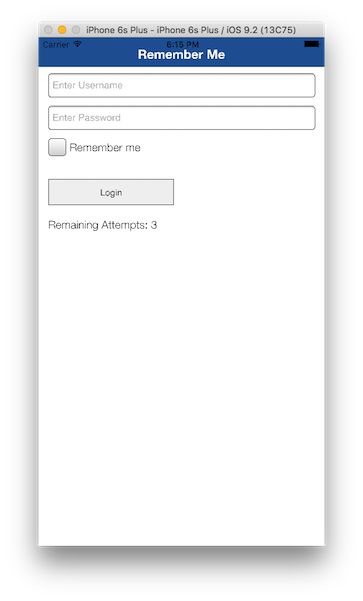 iPhone 6s Plus - iPhone 6s Plus / iOS 9.2 (13C75)
Carrier 6:15 PM
Remember Me
Enter Username
Enter Password
Remember me
Login
Remaining Attempts: 3